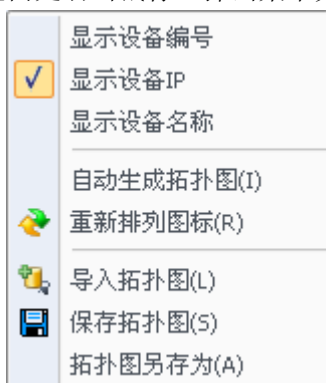 显示设备编号
显示设备IP
显示设备名称
自动生成拓扑图(I)
重新排列图标(R)
导入拓扑图(L)
保存拓扑图(S)
拓扑图另存为(A)